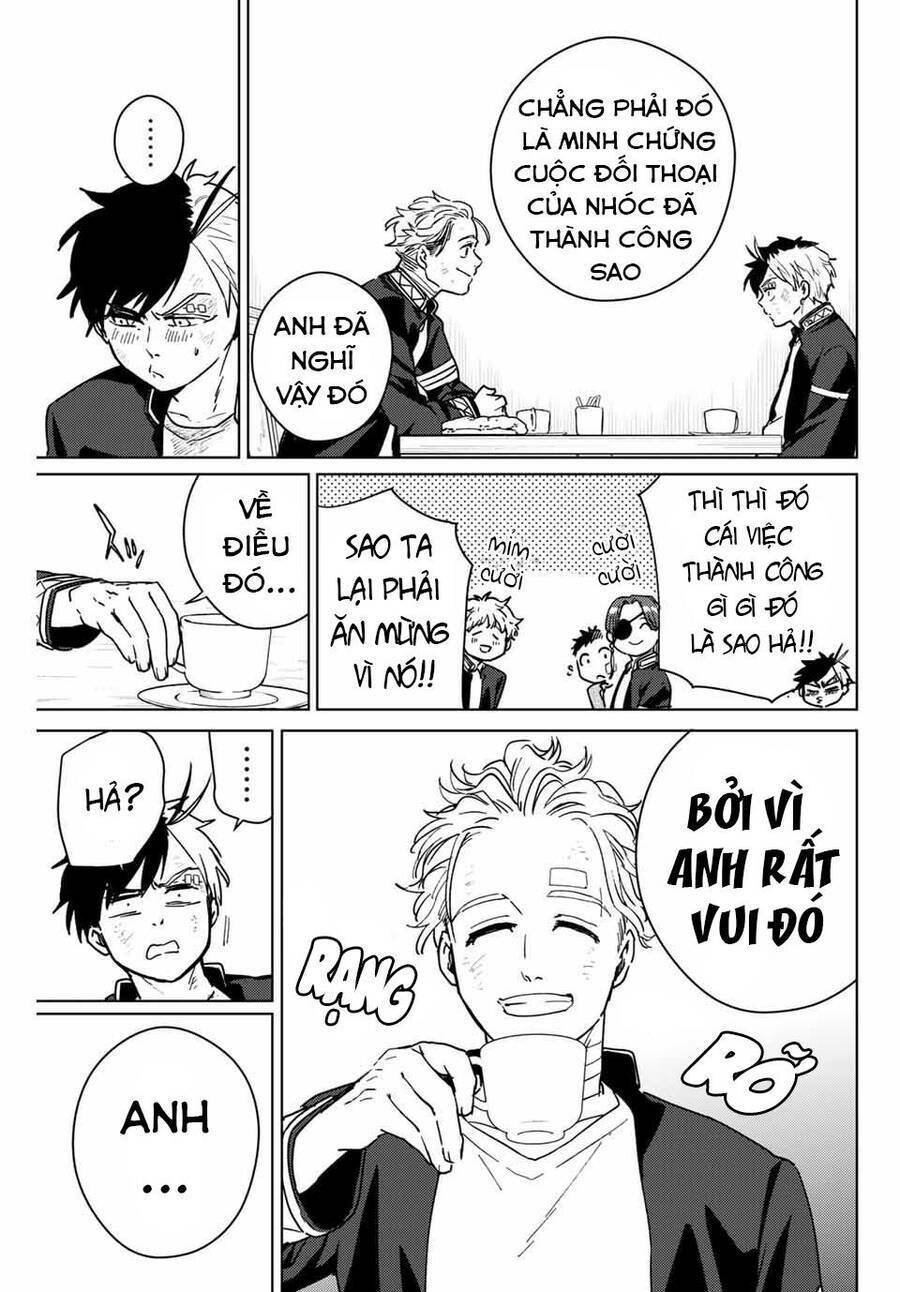 CHẲNG PHẢI ĐÓ
LÀ MINH CHỨNG
CUỘC ĐỐI THOẠI
CỦA NHÓC ĐÃ
THÀNH CÔNG
SAO
ANH ĐÃ
NGHĨ
VẬY ĐÓ
......
THÌ THÌ ĐÓ
CÁI VIỆC
THÀNH CÔNG
GÌ GÌ ĐÓ
LÀ SAO HẢ!!
CƯỜI
CƯỜI
MỈM
CƯỜI
SAO TA
LẠI PHẢI
ĂN MỪNG
VÌ NÓ!!
VỀ
ĐIỀU
ĐÓ...
BỞI VÌ
ANH RẤT
VUI ĐÓ
RẠNG
RỠ
......
HẢ?
ANH
...